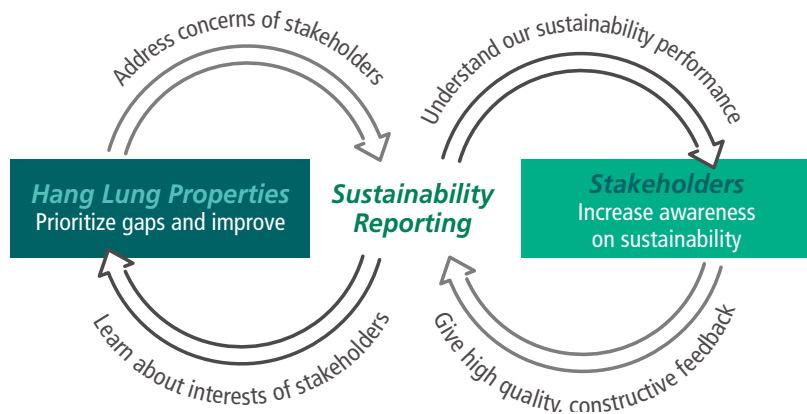 Address concerns of stakeholders
Understand our sustainability performance
Hang Lung Properties
Prioritize gaps and improve
Sustainability
Reporting
Stakeholders
Increase awareness
on sustainability
Learn about interests of stakeholders
Give high quality, constructive feedback